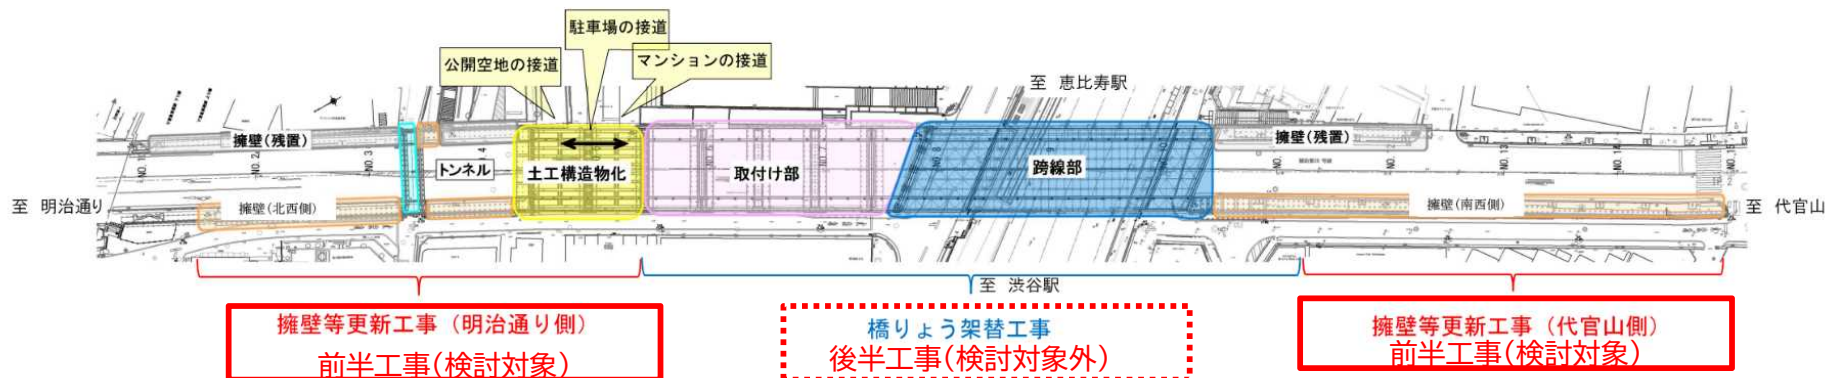 駐車場の接道
公開空地の接道
マンションの接道
至 恵比寿駅
擁壁(残置)
トンネル
土工構造物化
取付け部
跨線部
擁壁(残置)
至 明治通り
擁壁(北西側)
擁壁(南西側)
至 代官山
至 渋谷駅
擁壁等更新工事（明治通り側）
前半工事(検討対象)
橋りょう架替工事
後半工事(検討対象外)
擁壁等更新工事（代官山側）
前半工事(検討対象)